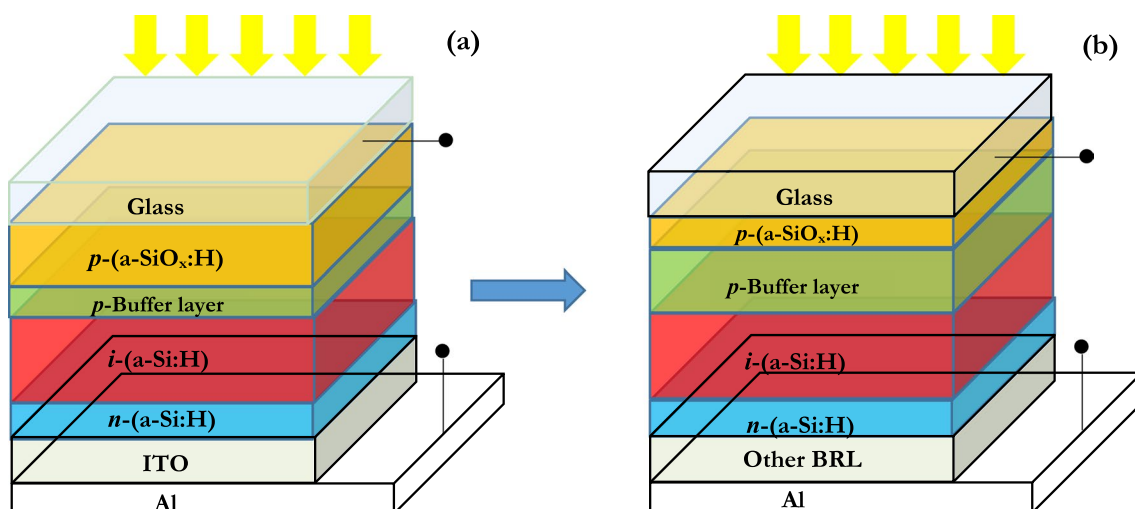 (a)
Glass
p-(a-SiOₓ:H)
p-Buffer layer
i-(a-Si:H)
n-(a-Si:H)
ITO
Al
(b)
Glass
p-(a-SiOₓ:H)
p-Buffer layer
i-(a-Si:H)
n-(a-Si:H)
Other BRL
Al